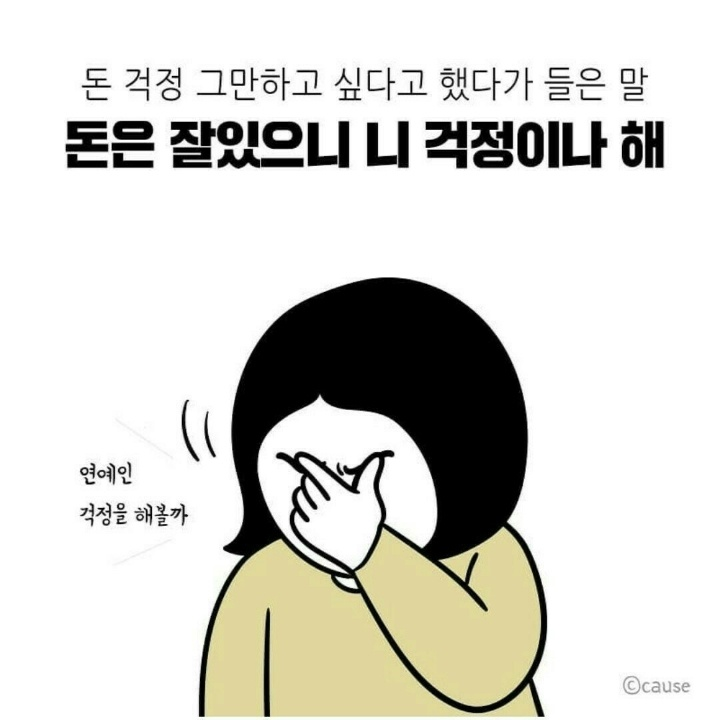 돈 걱정 그만하고 싶다고 했다가 들은 말
돈은 잘있으니 니 걱정이나 해
연예인
걱정을 해볼까
©cause